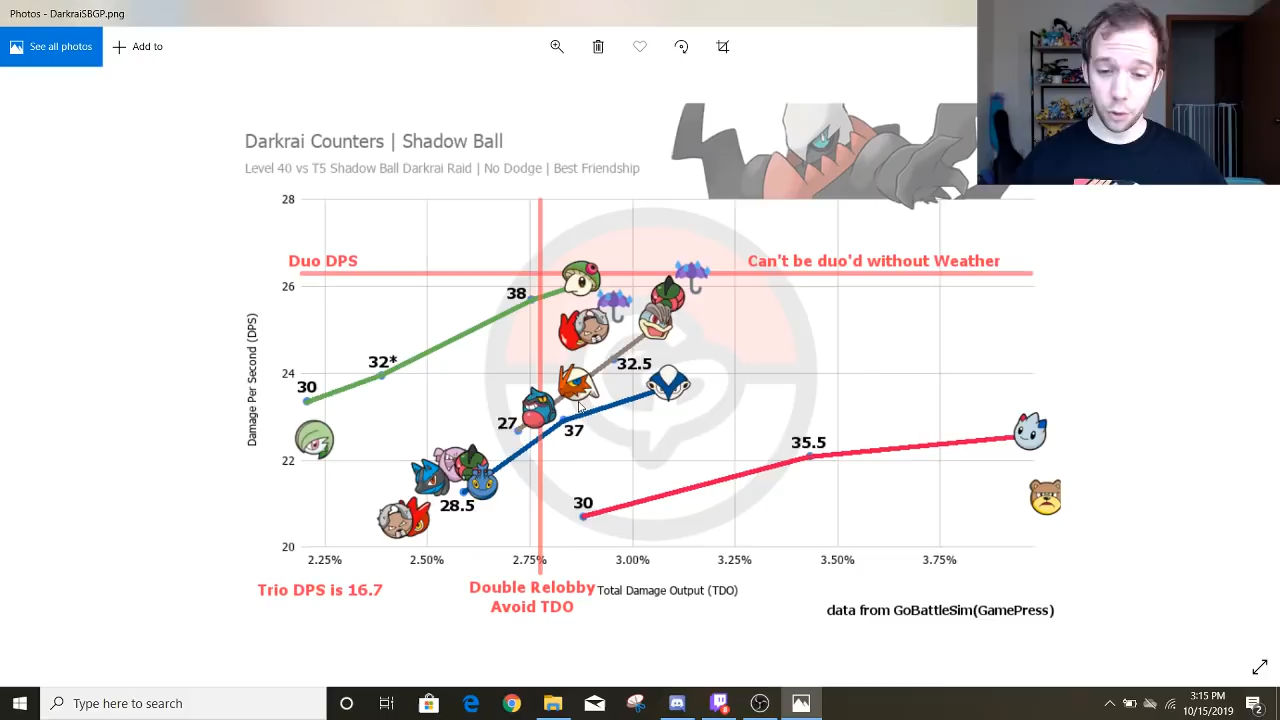 Photos - DarkraiSBGP.png
See all photos
Add to
Darkrai Counters | Shadow Ball
Level 40 vs T5 Shadow Ball Darkrai Raid | No Dodge | Best Friendship
28
Duo DPS
Can't be duo'd without Weather
26
38
32*
32.5
24
30
27
37
35.5
22
28.5
30
20
Damage Per Second (DPS)
2.25%
2.50%
2.75%
3.00%
3.25%
3.50%
3.75%
Trio DPS is 16.7
Double Relobby
Avoid TDO
Total Damage Output (TDO)
data from GoBattleSim(GamePress)
Type here to search
3:15 PM
10/15/2019